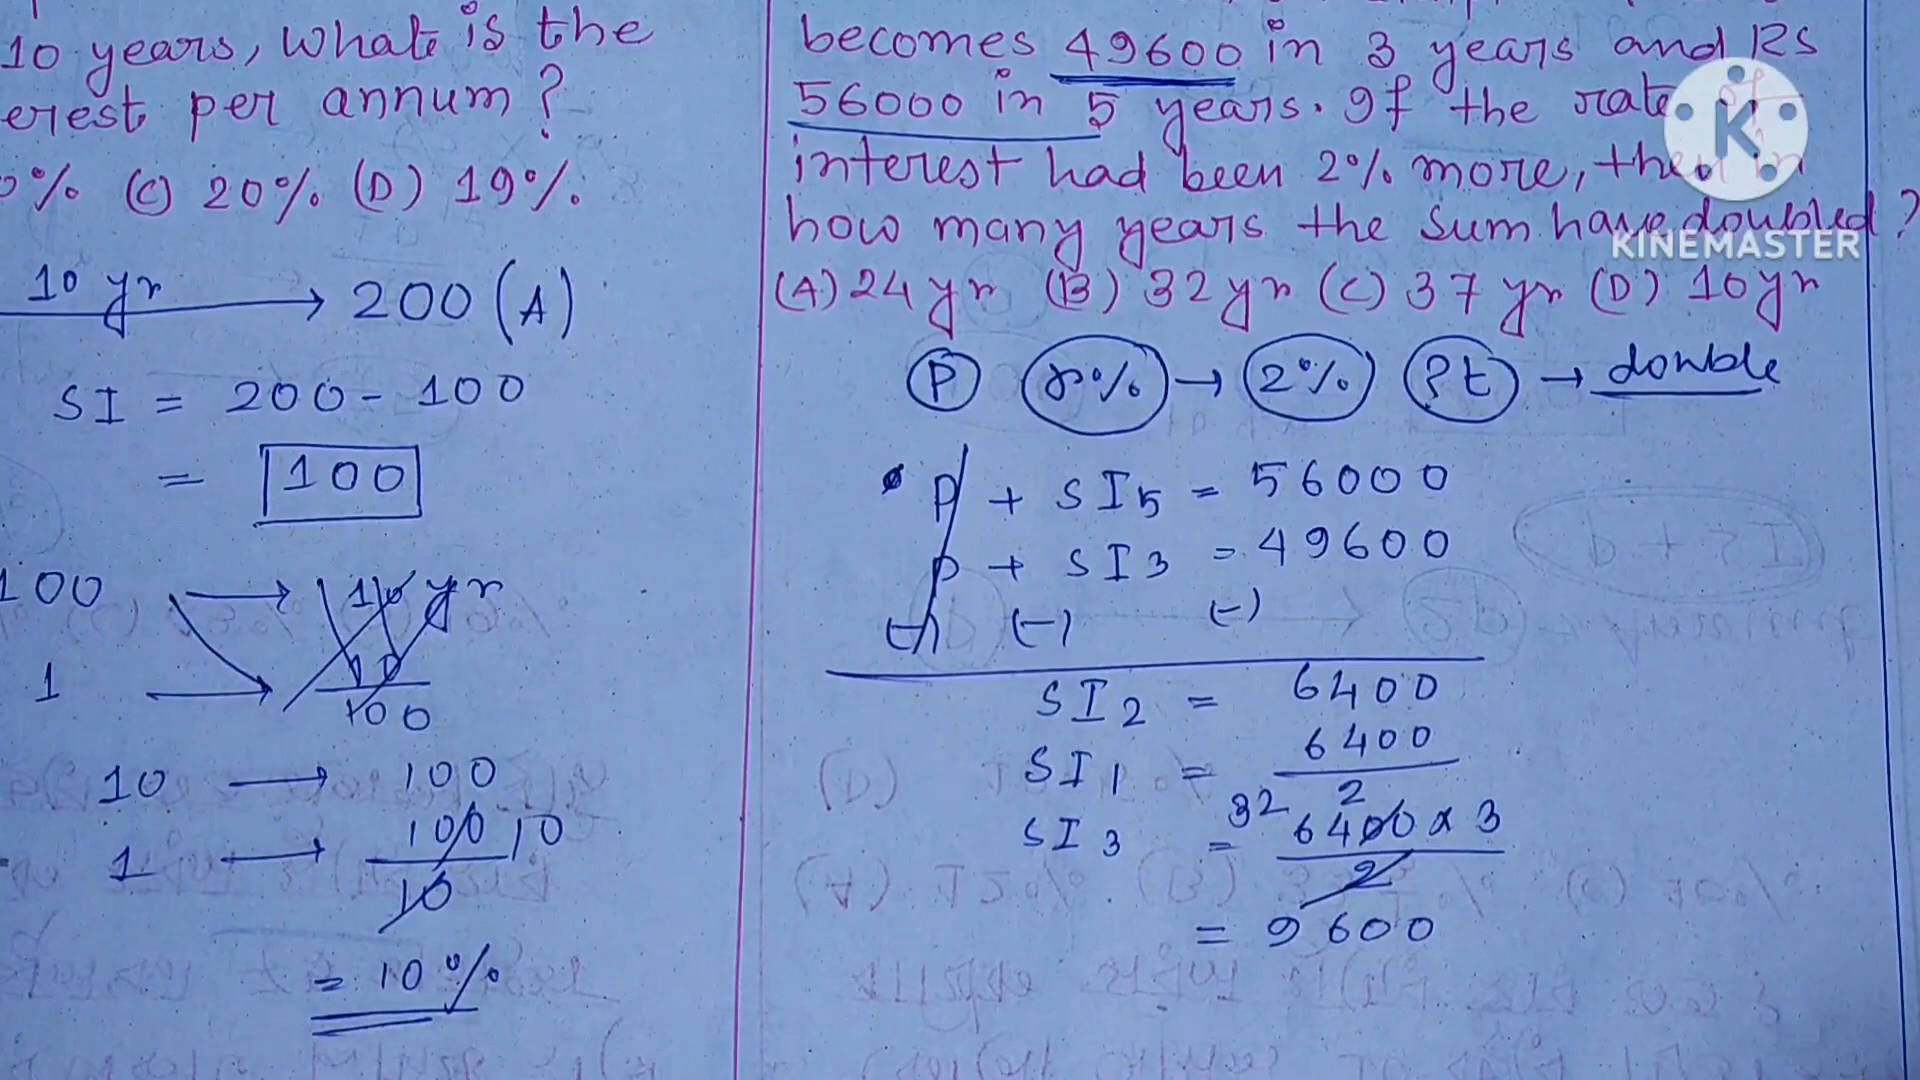 10 years, What is the
erest per annum ?
% (C) 20% (D) 19%
10 yr → 200 (A)
SI = 200 - 100
= 100
100 → 10 yr
1 → 10
100
10 → 100
1 → 100 10
10
= 10%
becomes 49600 in 3 years and Rs
56000 in 5 years. If the rate of
interest had been 2% more, then in
how many years the sum have doubled ?
(A) 24 yr (B) 32 yr (C) 37 yr (D) 10 yr
P r% → 2% ?t → double
P + SI5 = 56000
P + SI3 = 49600
(-) (-) (-)
SI2 = 6400
SI1 = 6400
2
SI3 = 32 6400 x 3
2
= 9600
K
KINEMASTER